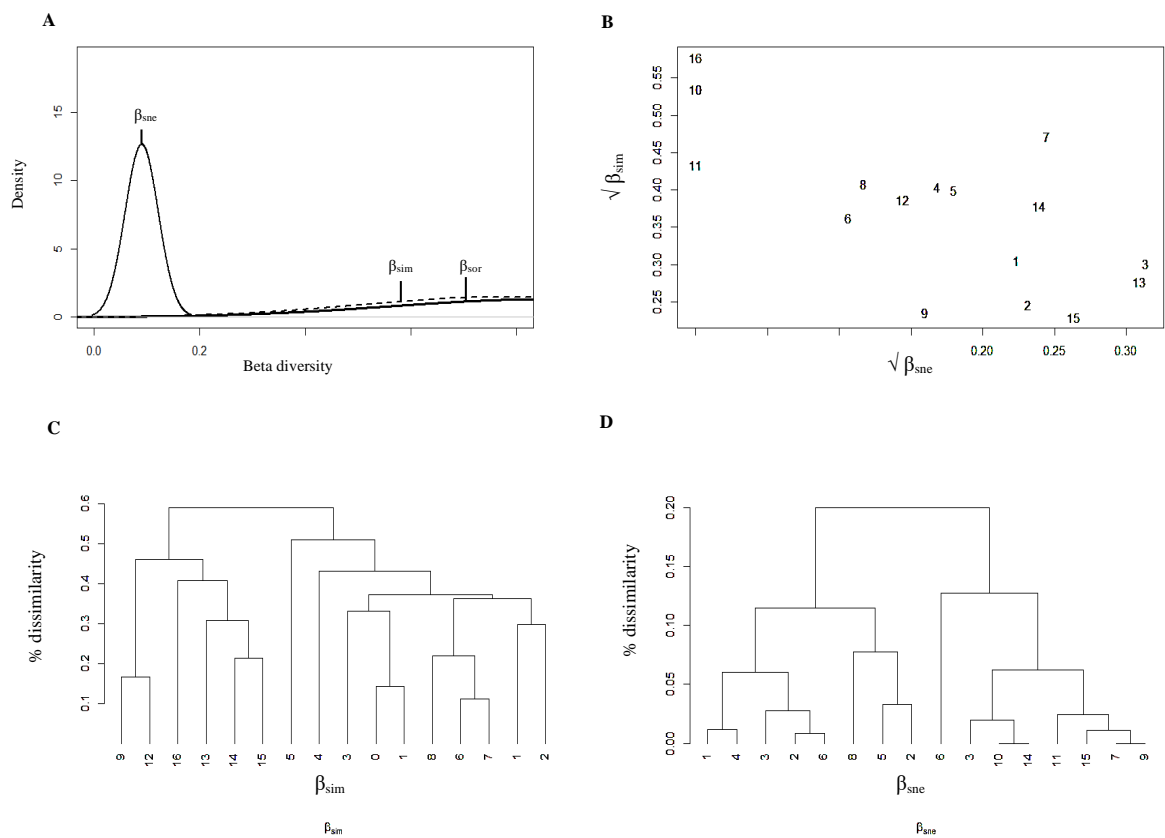 A
15
10
5
0
Density
βsne
βsim
βsor
0.0 0.2
Beta diversity
B
0.55
0.50
0.45
0.40
0.35
0.30
0.25
√ βsim
16
10
11
7
8
4 5
12
6
14
1
3
13
2
9
15
0.20 0.25 0.30
√ βsne
C
0.6
0.5
0.4
0.3
0.2
0.1
% dissimilarity
9 12 16 13 14 15 5 4 3 0 1 8 6 7 1 2
βsim
βsim
D
0.20
0.15
0.10
0.05
0.00
% dissimilarity
1 4 3 2 6 8 5 2 6 3 10 14 11 15 7 9
βsne
βsne